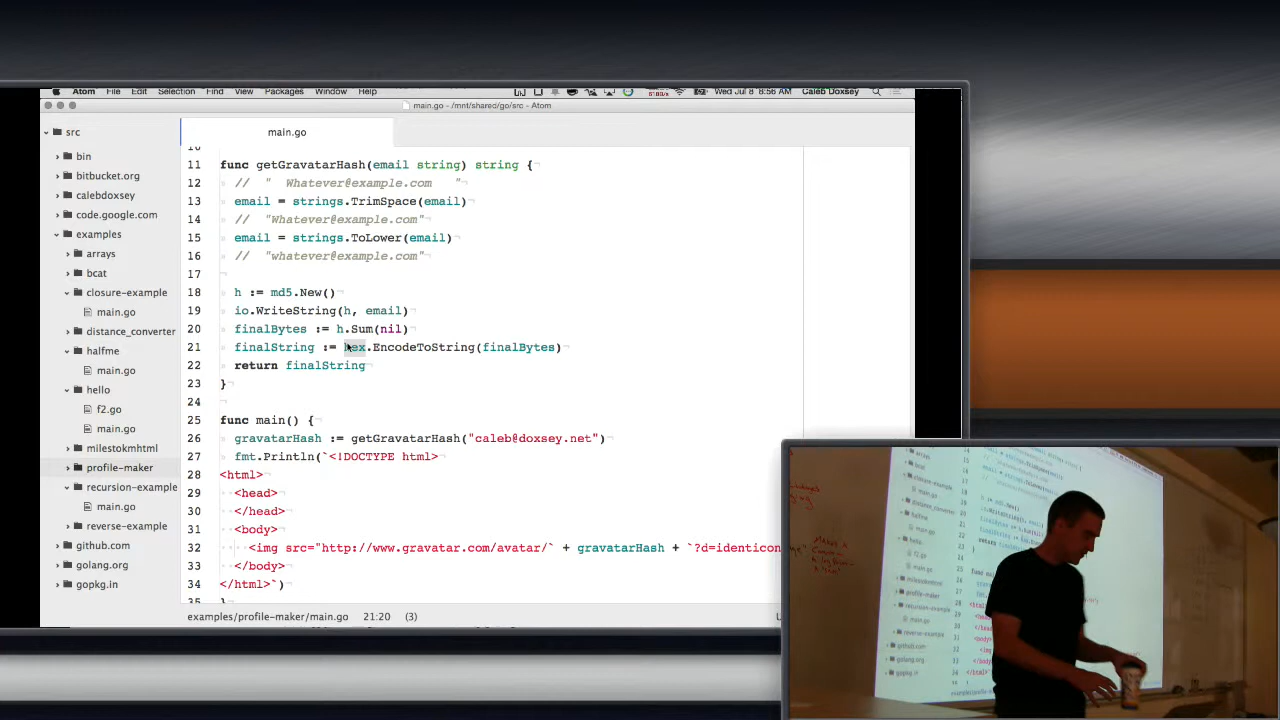 Atom File Edit Selection Find View Packages Window Help
Wed Jul 8 8:56 AM Caleb Doxsey
main.go - /mnt/shared/go/src - Atom
src
bin
bitbucket.org
calebdoxsey
code.google.com
examples
arrays
bcat
closure-example
main.go
distance_converter
halfme
main.go
hello
f2.go
main.go
milestokmhtml
profile-maker
recursion-example
main.go
reverse-example
github.com
golang.org
gopkg.in
main.go
11 func getGravatarHash(email string) string {
12 // " Whatever@example.com "
13 email = strings.TrimSpace(email)
14 // "Whatever@example.com"
15 email = strings.ToLower(email)
16 // "whatever@example.com"
17
18 h := md5.New()
19 io.WriteString(h, email)
20 finalBytes := h.Sum(nil)
21 finalString := hex.EncodeToString(finalBytes)
22 return finalString
23 }
24
25 func main() {
26 gravatarHash := getGravatarHash("caleb@doxsey.net")
27 fmt.Println(`<!DOCTYPE html>
28 <html>
29 <head>
30 </head>
31 <body>
32 <img src="http://www.gravatar.com/avatar/` + gravatarHash + `?d=identicon
33 </body>
34 </html>`)
35 }
examples/profile-maker/main.go 21:20 (3)